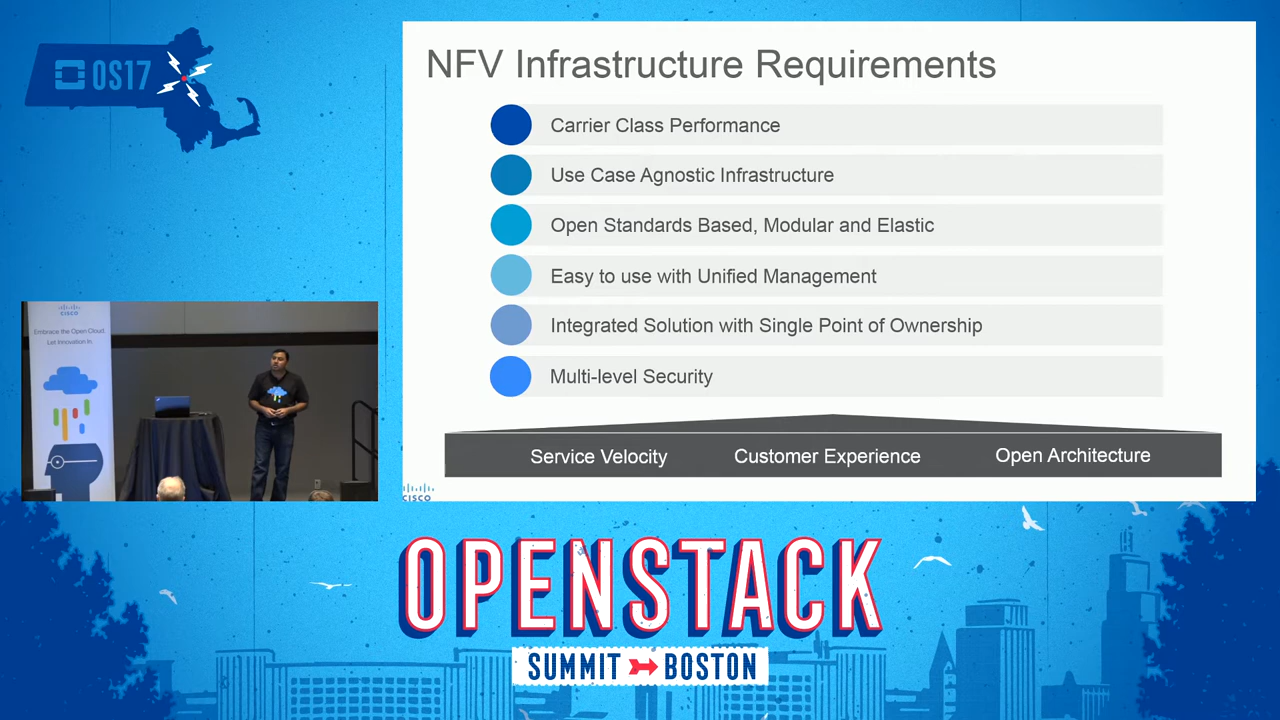 OS17
NFV Infrastructure Requirements
Carrier Class Performance
Use Case Agnostic Infrastructure
Open Standards Based, Modular and Elastic
Easy to use with Unified Management
Integrated Solution with Single Point of Ownership
Multi-level Security
Service Velocity
Customer Experience
Open Architecture
CISCO
CISCO
Embrace the Open Cloud.
Let Innovation In.
OPENSTACK
SUMMIT BOSTON